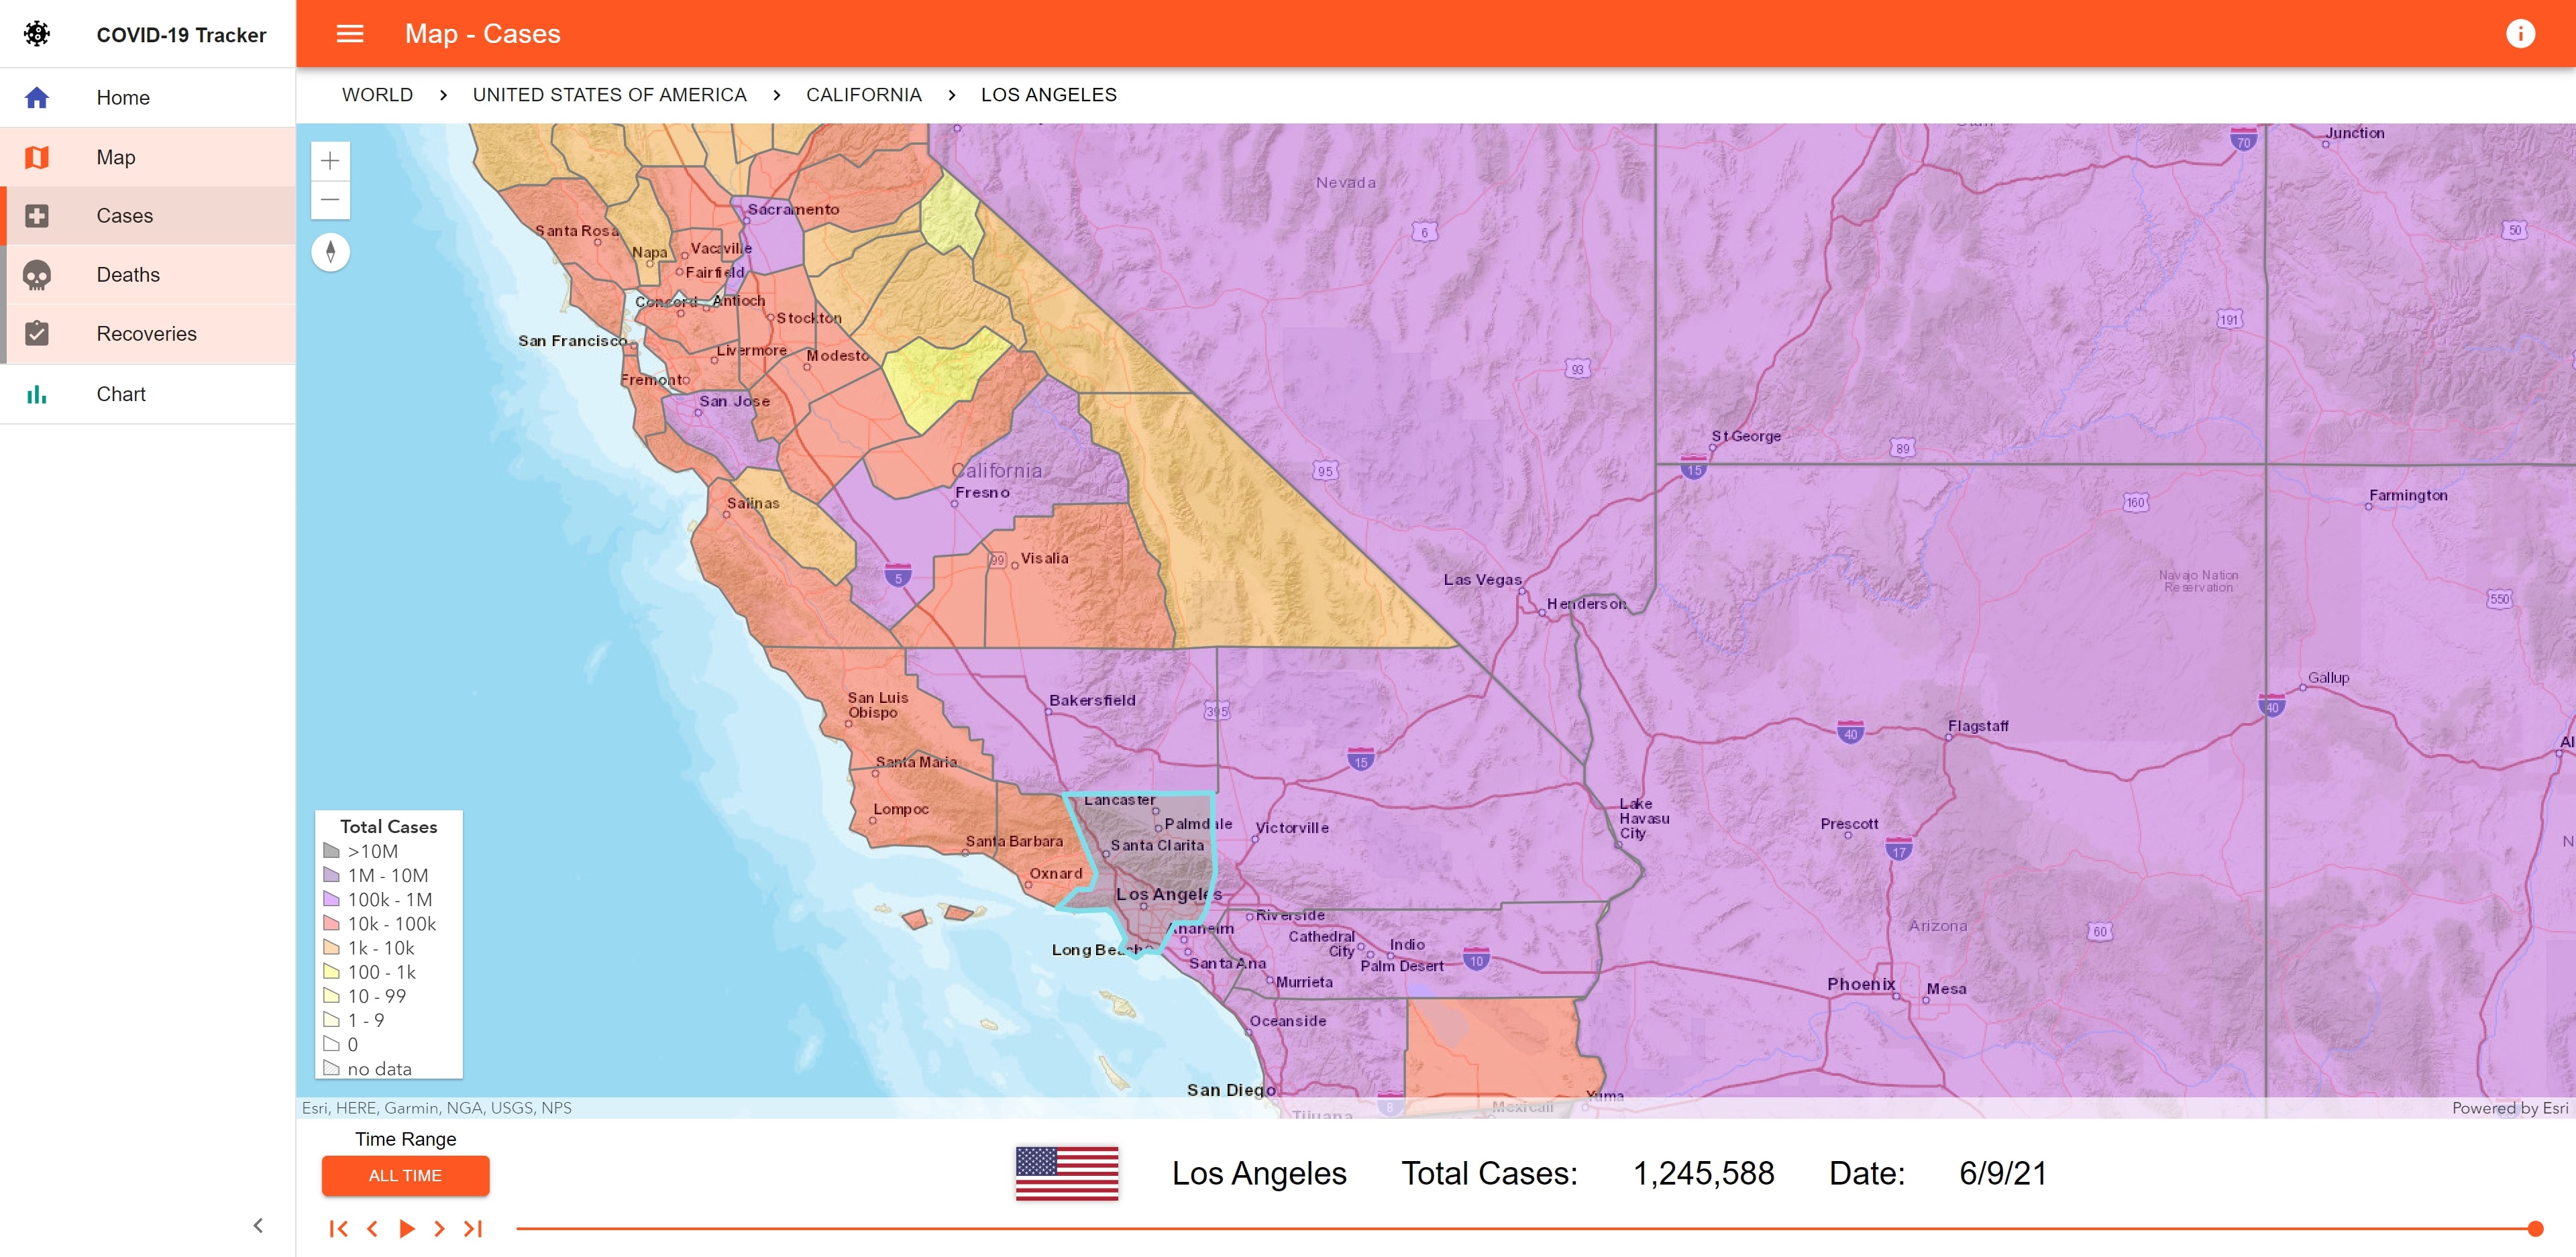 COVID-19 Tracker
Home
Map
Cases
Deaths
Recoveries
Chart
Map - Cases
WORLD > UNITED STATES OF AMERICA > CALIFORNIA > LOS ANGELES
Junction
70
Nevada
Sacramento
6
50
Santa Rosa
Napa
Vacaville
Fairfield
Concord
Antioch
Stockton
191
San Francisco
Livermore
Modesto
93
Fremont
San Jose
St George
89
15
95
California
Fresno
Salinas
160
Farmington
99
Visalia
5
Las Vegas
Henderson
Navajo Nation
Reservation
550
San Luis
Obispo
Bakersfield
395
Gallup
40
Flagstaff
40
15
Santa Maria
Lompoc
Lancaster
Palmdale
Santa Clarita
Victorville
Lake
Havasu
City
Prescott
17
Santa Barbara
Oxnard
Los Angeles
Riverside
Anaheim
Long Beach
Cathedral
City
Indio
Palm Desert
10
Arizona
60
Santa Ana
Murrieta
Phoenix
Mesa
Oceanside
San Diego
Tijuana
8
Mexicali
Yuma
Total Cases
>10M
1M - 10M
100k - 1M
10k - 100k
1k - 10k
100 - 1k
10 - 99
1 - 9
0
no data
Esri, HERE, Garmin, NGA, USGS, NPS
Powered by Esri
Time Range
ALL TIME
Los Angeles Total Cases: 1,245,588 Date: 6/9/21